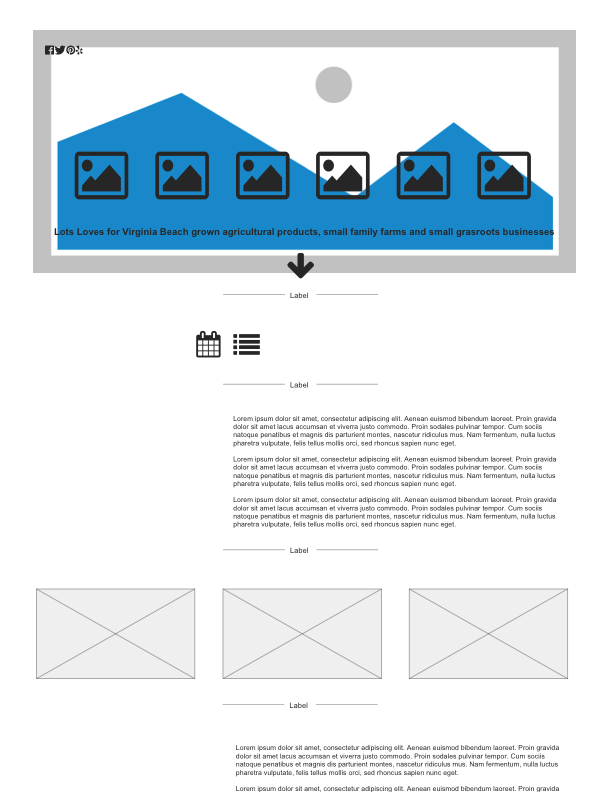 Lots Loves for Virginia Beach grown agricultural products, small family farms and small grasroots businesses
Label
Label
Lorem ipsum dolor sit amet, consectetur adipiscing elit. Aenean euismod bibendum laoreet. Proin gravida
dolor sit amet lacus accumsan et viverra justo commodo. Proin sodales pulvinar tempor. Cum sociis
natoque penatibus et magnis dis parturient montes, nascetur ridiculus mus. Nam fermentum, nulla luctus
pharetra vulputate, felis tellus mollis orci, sed rhoncus sapien nunc eget.
Lorem ipsum dolor sit amet, consectetur adipiscing elit. Aenean euismod bibendum laoreet. Proin gravida
dolor sit amet lacus accumsan et viverra justo commodo. Proin sodales pulvinar tempor. Cum sociis
natoque penatibus et magnis dis parturient montes, nascetur ridiculus mus. Nam fermentum, nulla luctus
pharetra vulputate, felis tellus mollis orci, sed rhoncus sapien nunc eget.
Lorem ipsum dolor sit amet, consectetur adipiscing elit. Aenean euismod bibendum laoreet. Proin gravida
dolor sit amet lacus accumsan et viverra justo commodo. Proin sodales pulvinar tempor. Cum sociis
natoque penatibus et magnis dis parturient montes, nascetur ridiculus mus. Nam fermentum, nulla luctus
pharetra vulputate, felis tellus mollis orci, sed rhoncus sapien nunc eget.
Label
Label
Lorem ipsum dolor sit amet, consectetur adipiscing elit. Aenean euismod bibendum laoreet. Proin gravida
dolor sit amet lacus accumsan et viverra justo commodo. Proin sodales pulvinar tempor. Cum sociis
natoque penatibus et magnis dis parturient montes, nascetur ridiculus mus. Nam fermentum, nulla luctus
pharetra vulputate, felis tellus mollis orci, sed rhoncus sapien nunc eget.
Lorem ipsum dolor sit amet, consectetur adipiscing elit. Aenean euismod bibendum laoreet. Proin gravida